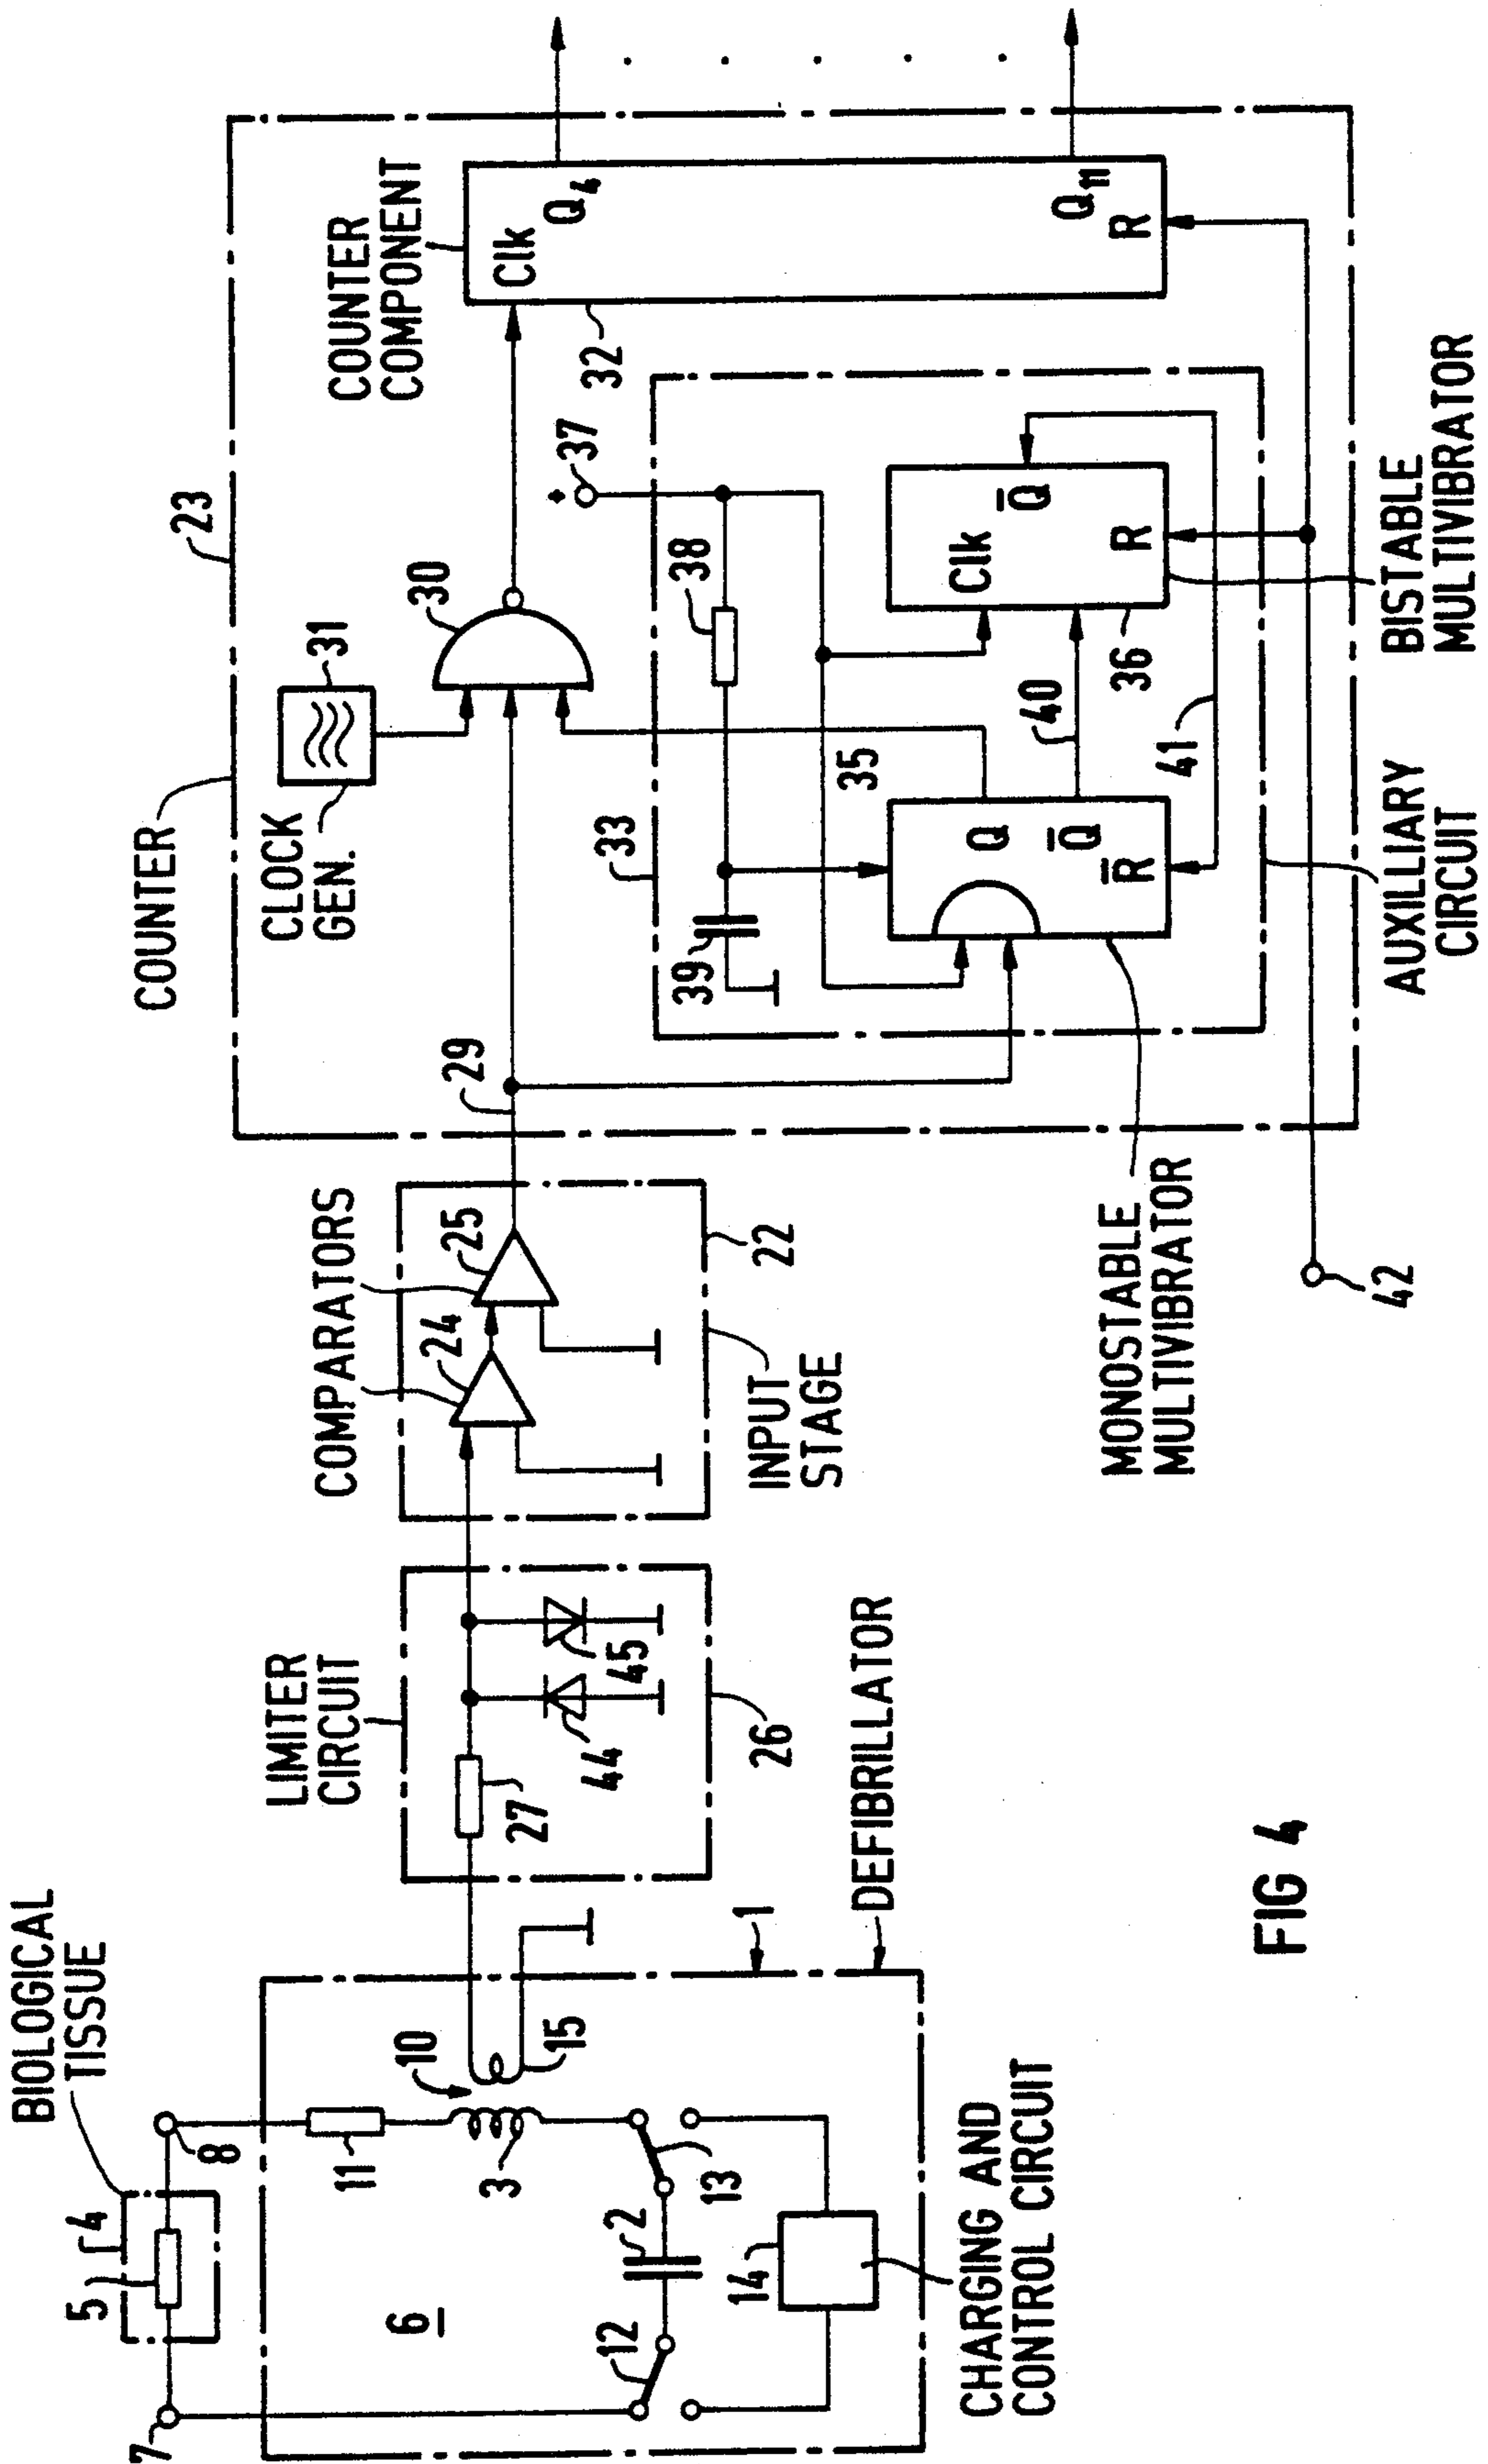 BIOLOGICAL
TISSUE
4
5
7
8
11
10
3
15
6
2
12
13
14
1
DEFIBRILLATOR
CHARGING AND
CONTROL CIRCUIT
LIMITER
CIRCUIT
27
44
45
26
COMPARATORS
24
25
22
INPUT
STAGE
29
COUNTER
23
CLOCK
GEN.
31
30
COUNTER
COMPONENT
32
Clk
Q4
Q11
R
+
37
33
38
39
35
Q
Q̅
R̅
40
Clk
Q̅
R
36
41
MONOSTABLE
MULTIVIBRATOR
AUXILLIARY
CIRCUIT
BISTABLE
MULTIVIBRATOR
42
FIG 4